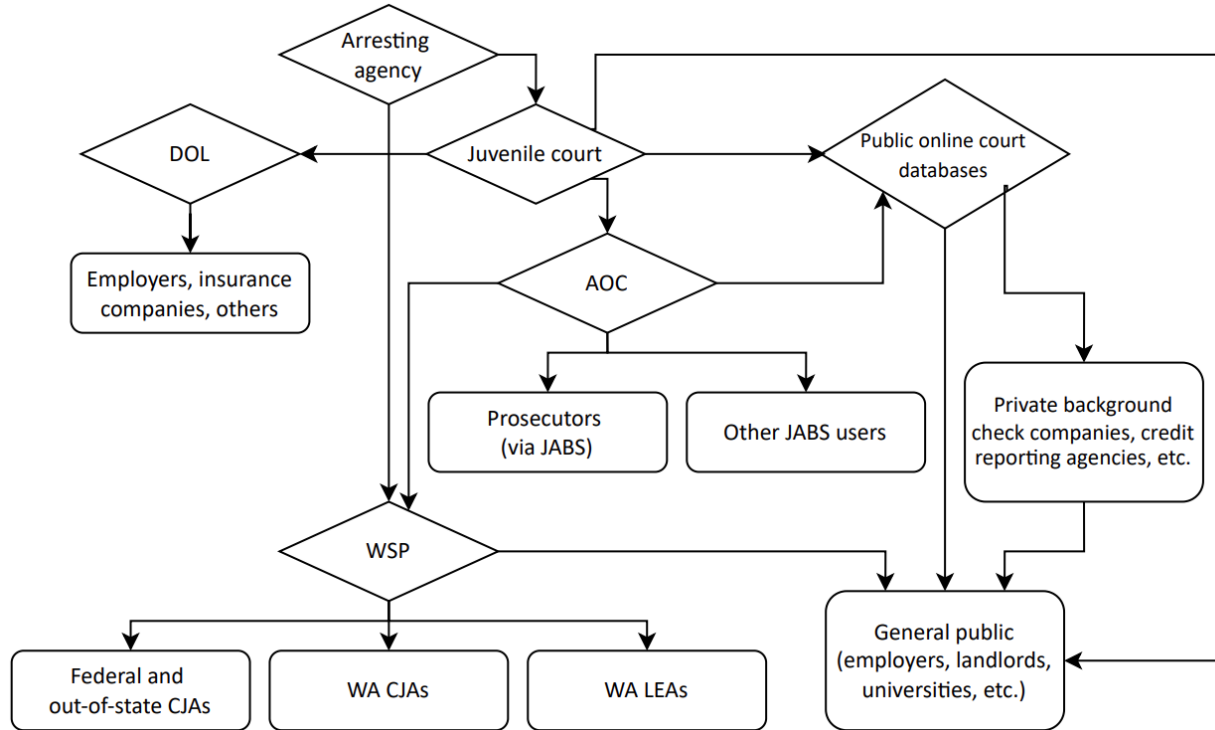 Arresting
agency
DOL
Juvenile court
Public online court
databases
Employers, insurance
companies, others
AOC
Prosecutors
(via JABS)
Other JABS users
Private background
check companies, credit
reporting agencies, etc.
WSP
General public
(employers, landlords,
universities, etc.)
Federal and
out-of-state CJAs
WA CJAs
WA LEAs